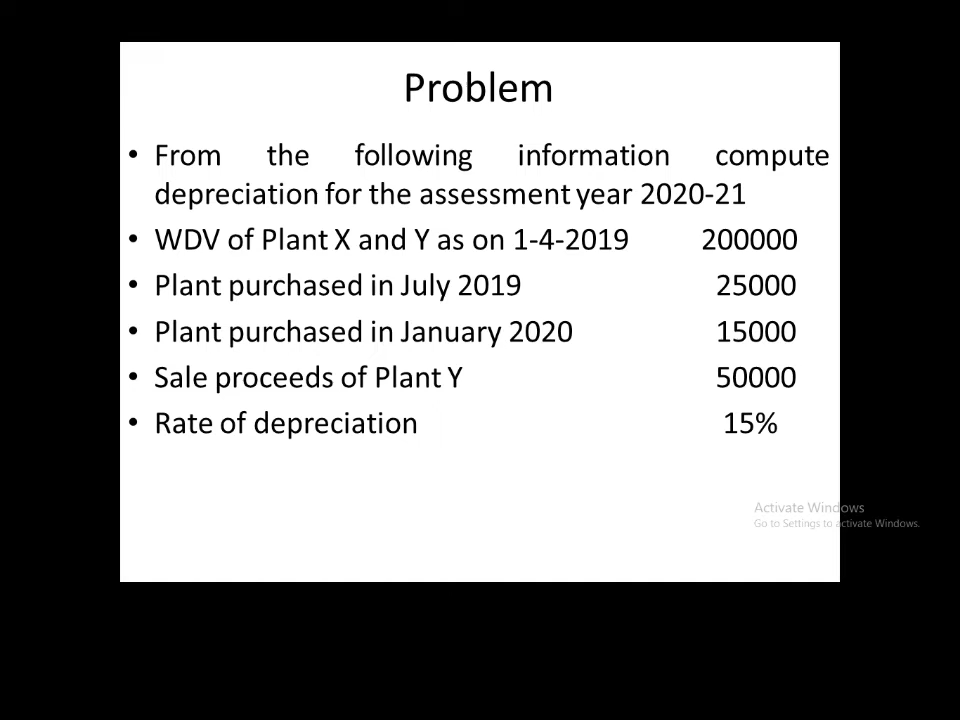 Problem
• From the following information compute
depreciation for the assessment year 2020-21
• WDV of Plant X and Y as on 1-4-2019 200000
• Plant purchased in July 2019 25000
• Plant purchased in January 2020 15000
• Sale proceeds of Plant Y 50000
• Rate of depreciation 15%
Activate Windows
Go to Settings to activate Windows.